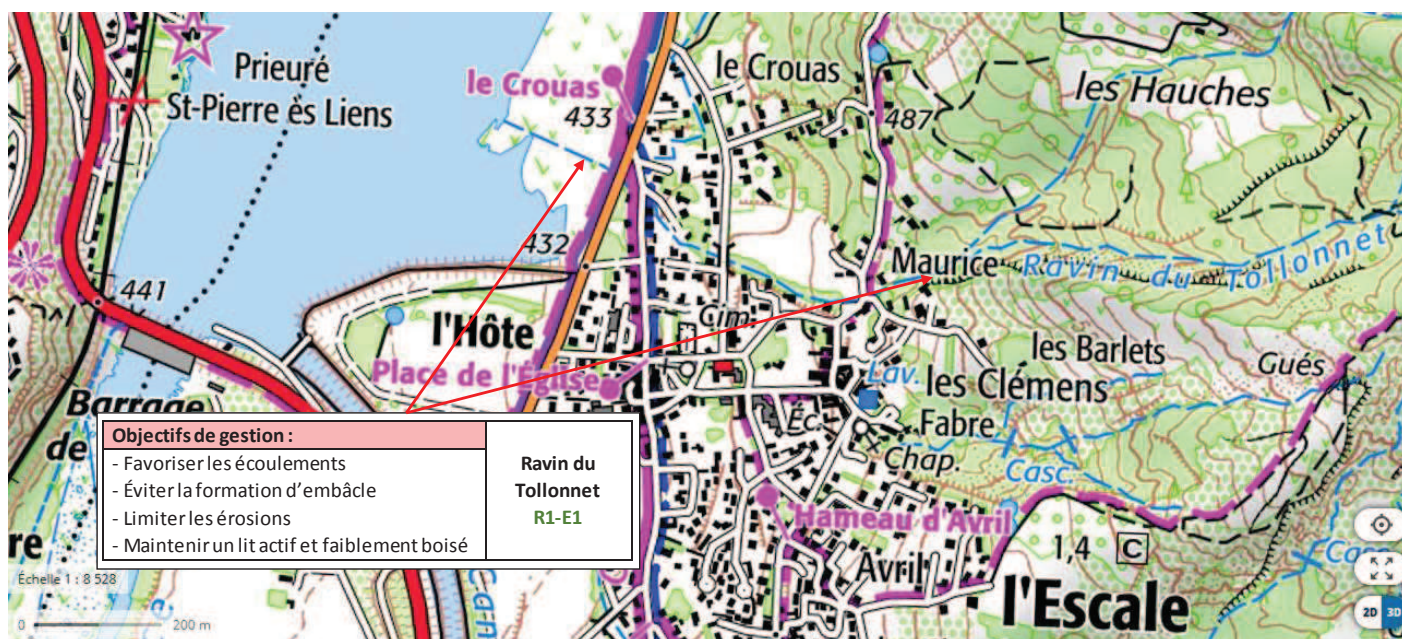 Prieuré
St-Pierre ès Liens
le Crouas
433
le Crouas
487
les Hauches
432
441
Maurice
Ravin du Tollonnet
l'Hôte
Cim.
Place de l'Église
les Barlets
Gués
Lav.
les Clémens
Barrage
de
Éc.
Fabre
Chap.
Casc.
Objectifs de gestion :
- Favoriser les écoulements
- Éviter la formation d'embâcle
- Limiter les érosions
- Maintenir un lit actif et faiblement boisé
Ravin du
Tollonnet
R1-E1
Hameau d'Avril
1,4
C
Avril
l'Escale
re
Échelle 1 : 8 528
0
200 m
2D
3D